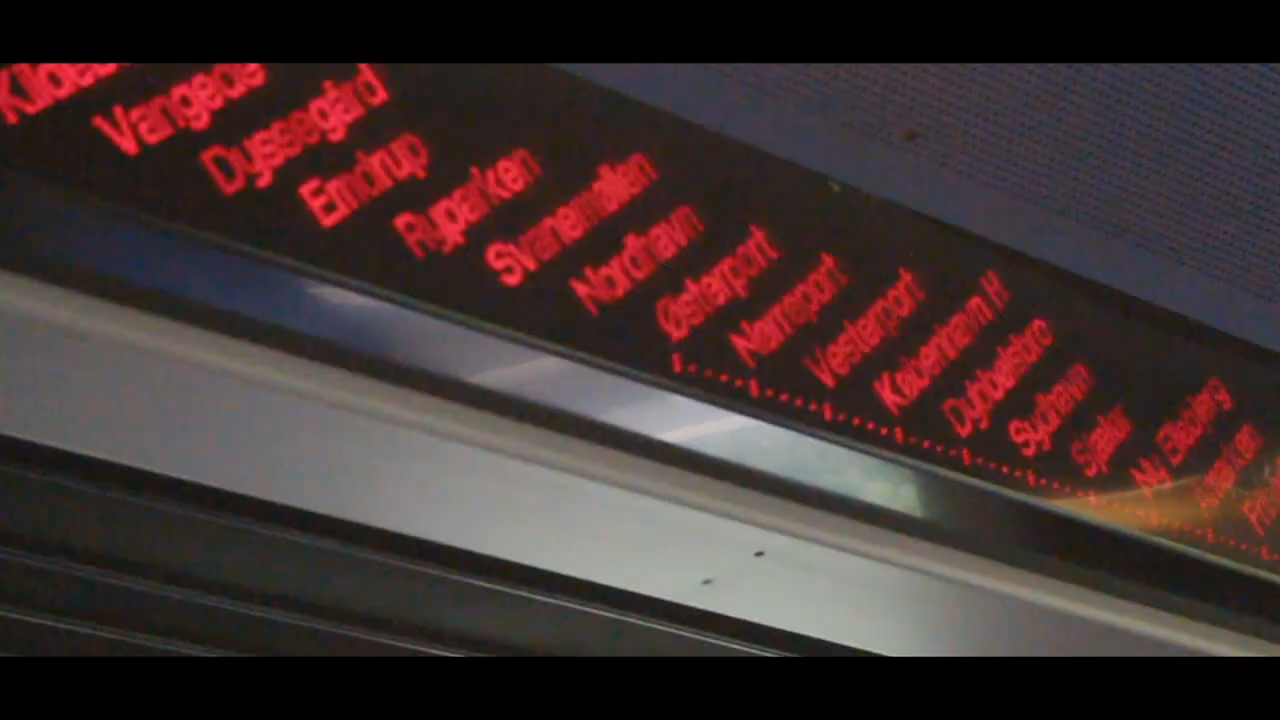 Vangede
Dyssegård
Emdrup
Ryparken
Svanemøllen
Nordhavn
Østerport
Nørreport
Vesterport
København H
Dybbølsbro
Sydhavn
Sjælør
Ny Ellebjerg